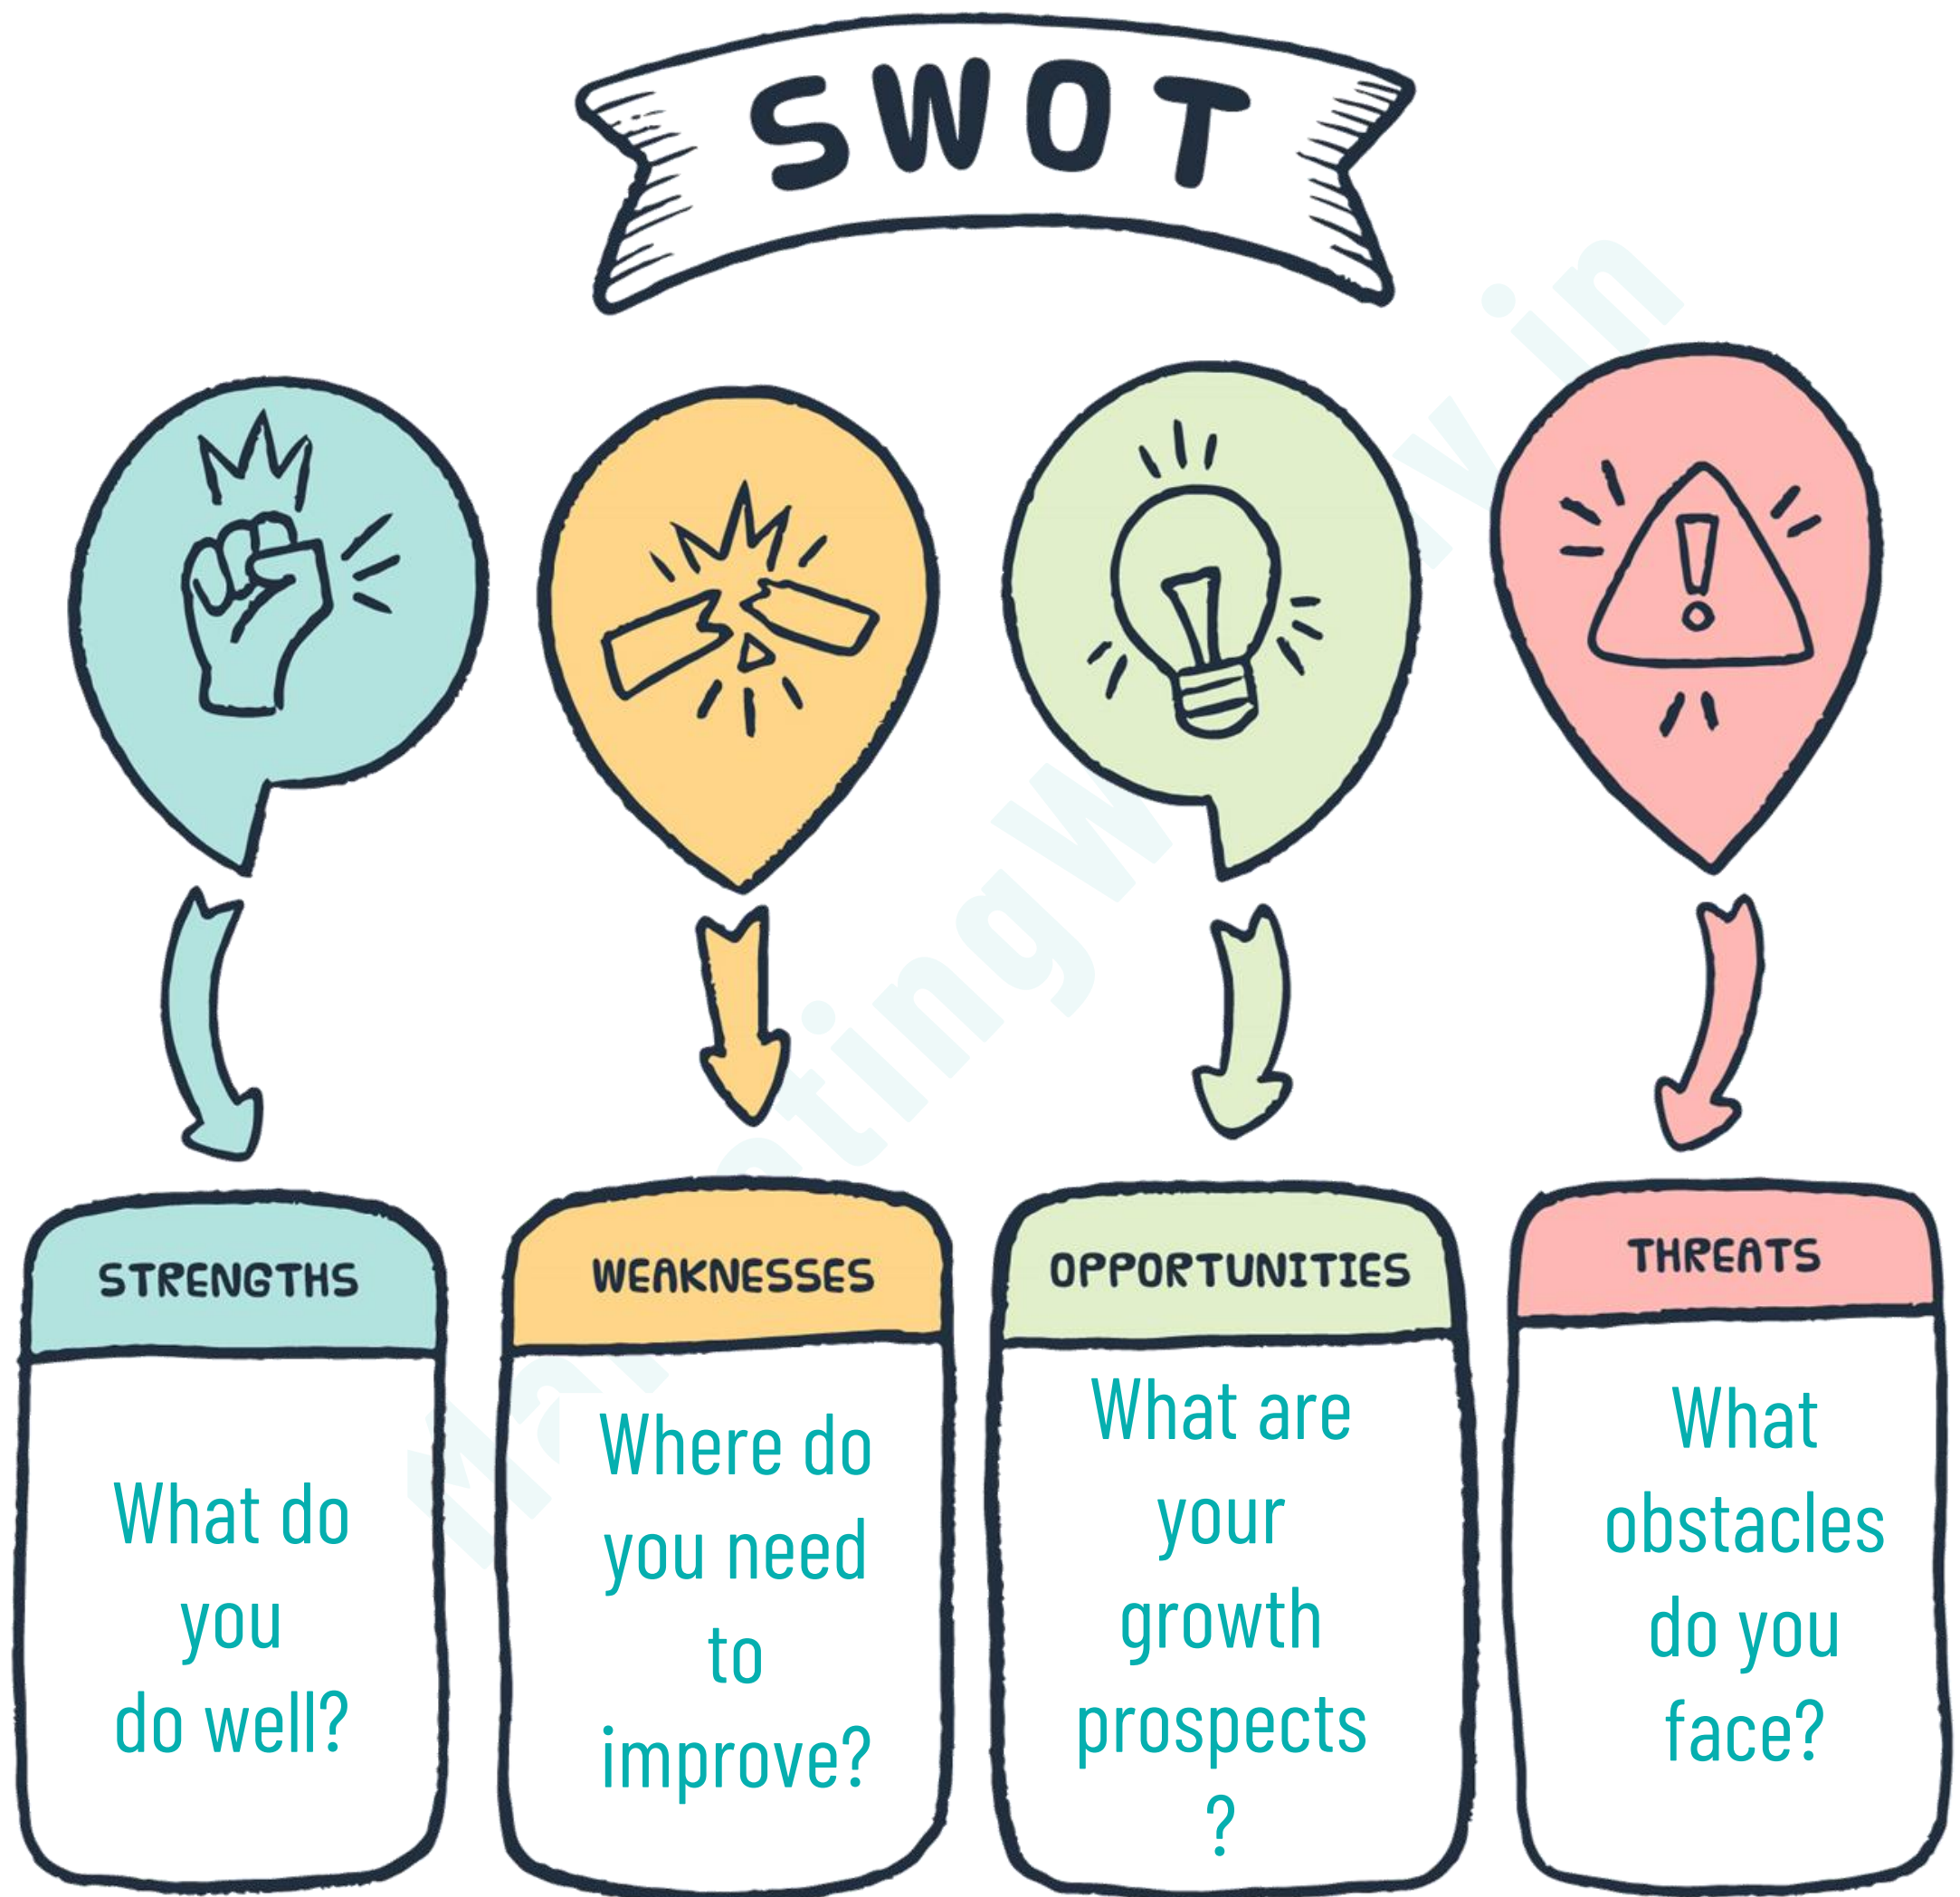 SWOT
STRENGTHS
What do
you
do well?
WEAKNESSES
Where do
you need
to
improve?
OPPORTUNITIES
What are
your
growth
prospects
?
THREATS
What
obstacles
do you
face?